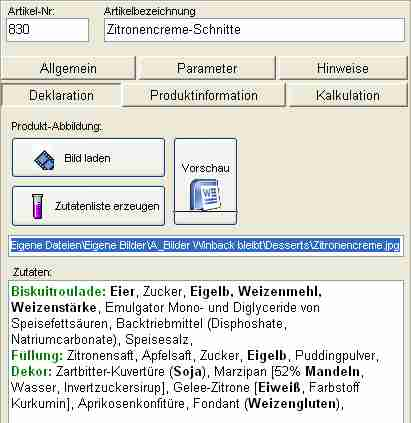 Artikel-Nr:
Artikelbezeichnung
830
Zitronencreme-Schnitte
Allgemein
Parameter
Hinweise
Deklaration
Produktinformation
Kalkulation
Produkt-Abbildung:
Bild laden
Vorschau
Zutatenliste erzeugen
Eigene Dateien\Eigene Bilder\A_Bilder Winback bleibt\Desserts\Zitronencreme.jpg
Zutaten:
Biskuitroulade: Eier, Zucker, Eigelb, Weizenmehl,
Weizenstärke, Emulgator Mono- und Diglyceride von
Speisefettsäuren, Backtriebmittel (Disphoshate,
Natriumcarbonate), Speisesalz,
Füllung: Zitronensaft, Apfelsaft, Zucker, Eigelb, Puddingpulver,
Dekor: Zartbitter-Kuvertüre (Soja), Marzipan [52% Mandeln,
Wasser, Invertzuckersirup], Gelee-Zitrone [Eiweiß, Farbstoff
Kurkumin], Aprikosenkonfitüre, Fondant (Weizengluten),